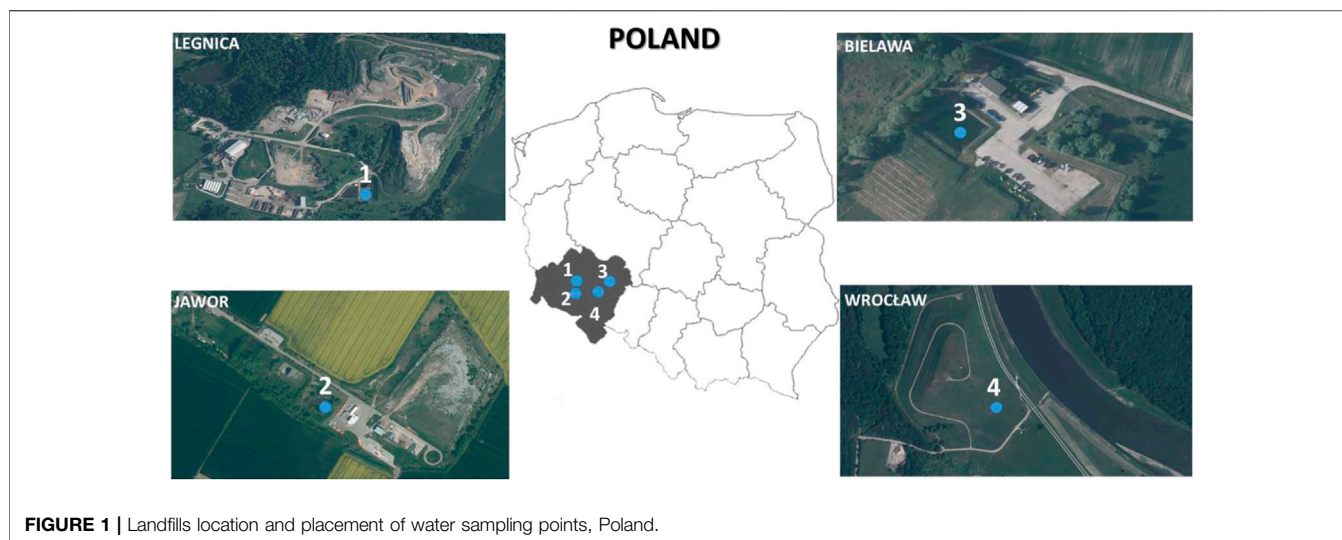 POLAND
LEGNICA
1
BIELAWA
3
1
3
2
4
JAWOR
2
WROCŁAW
4
FIGURE 1 | Landfills location and placement of water sampling points, Poland.